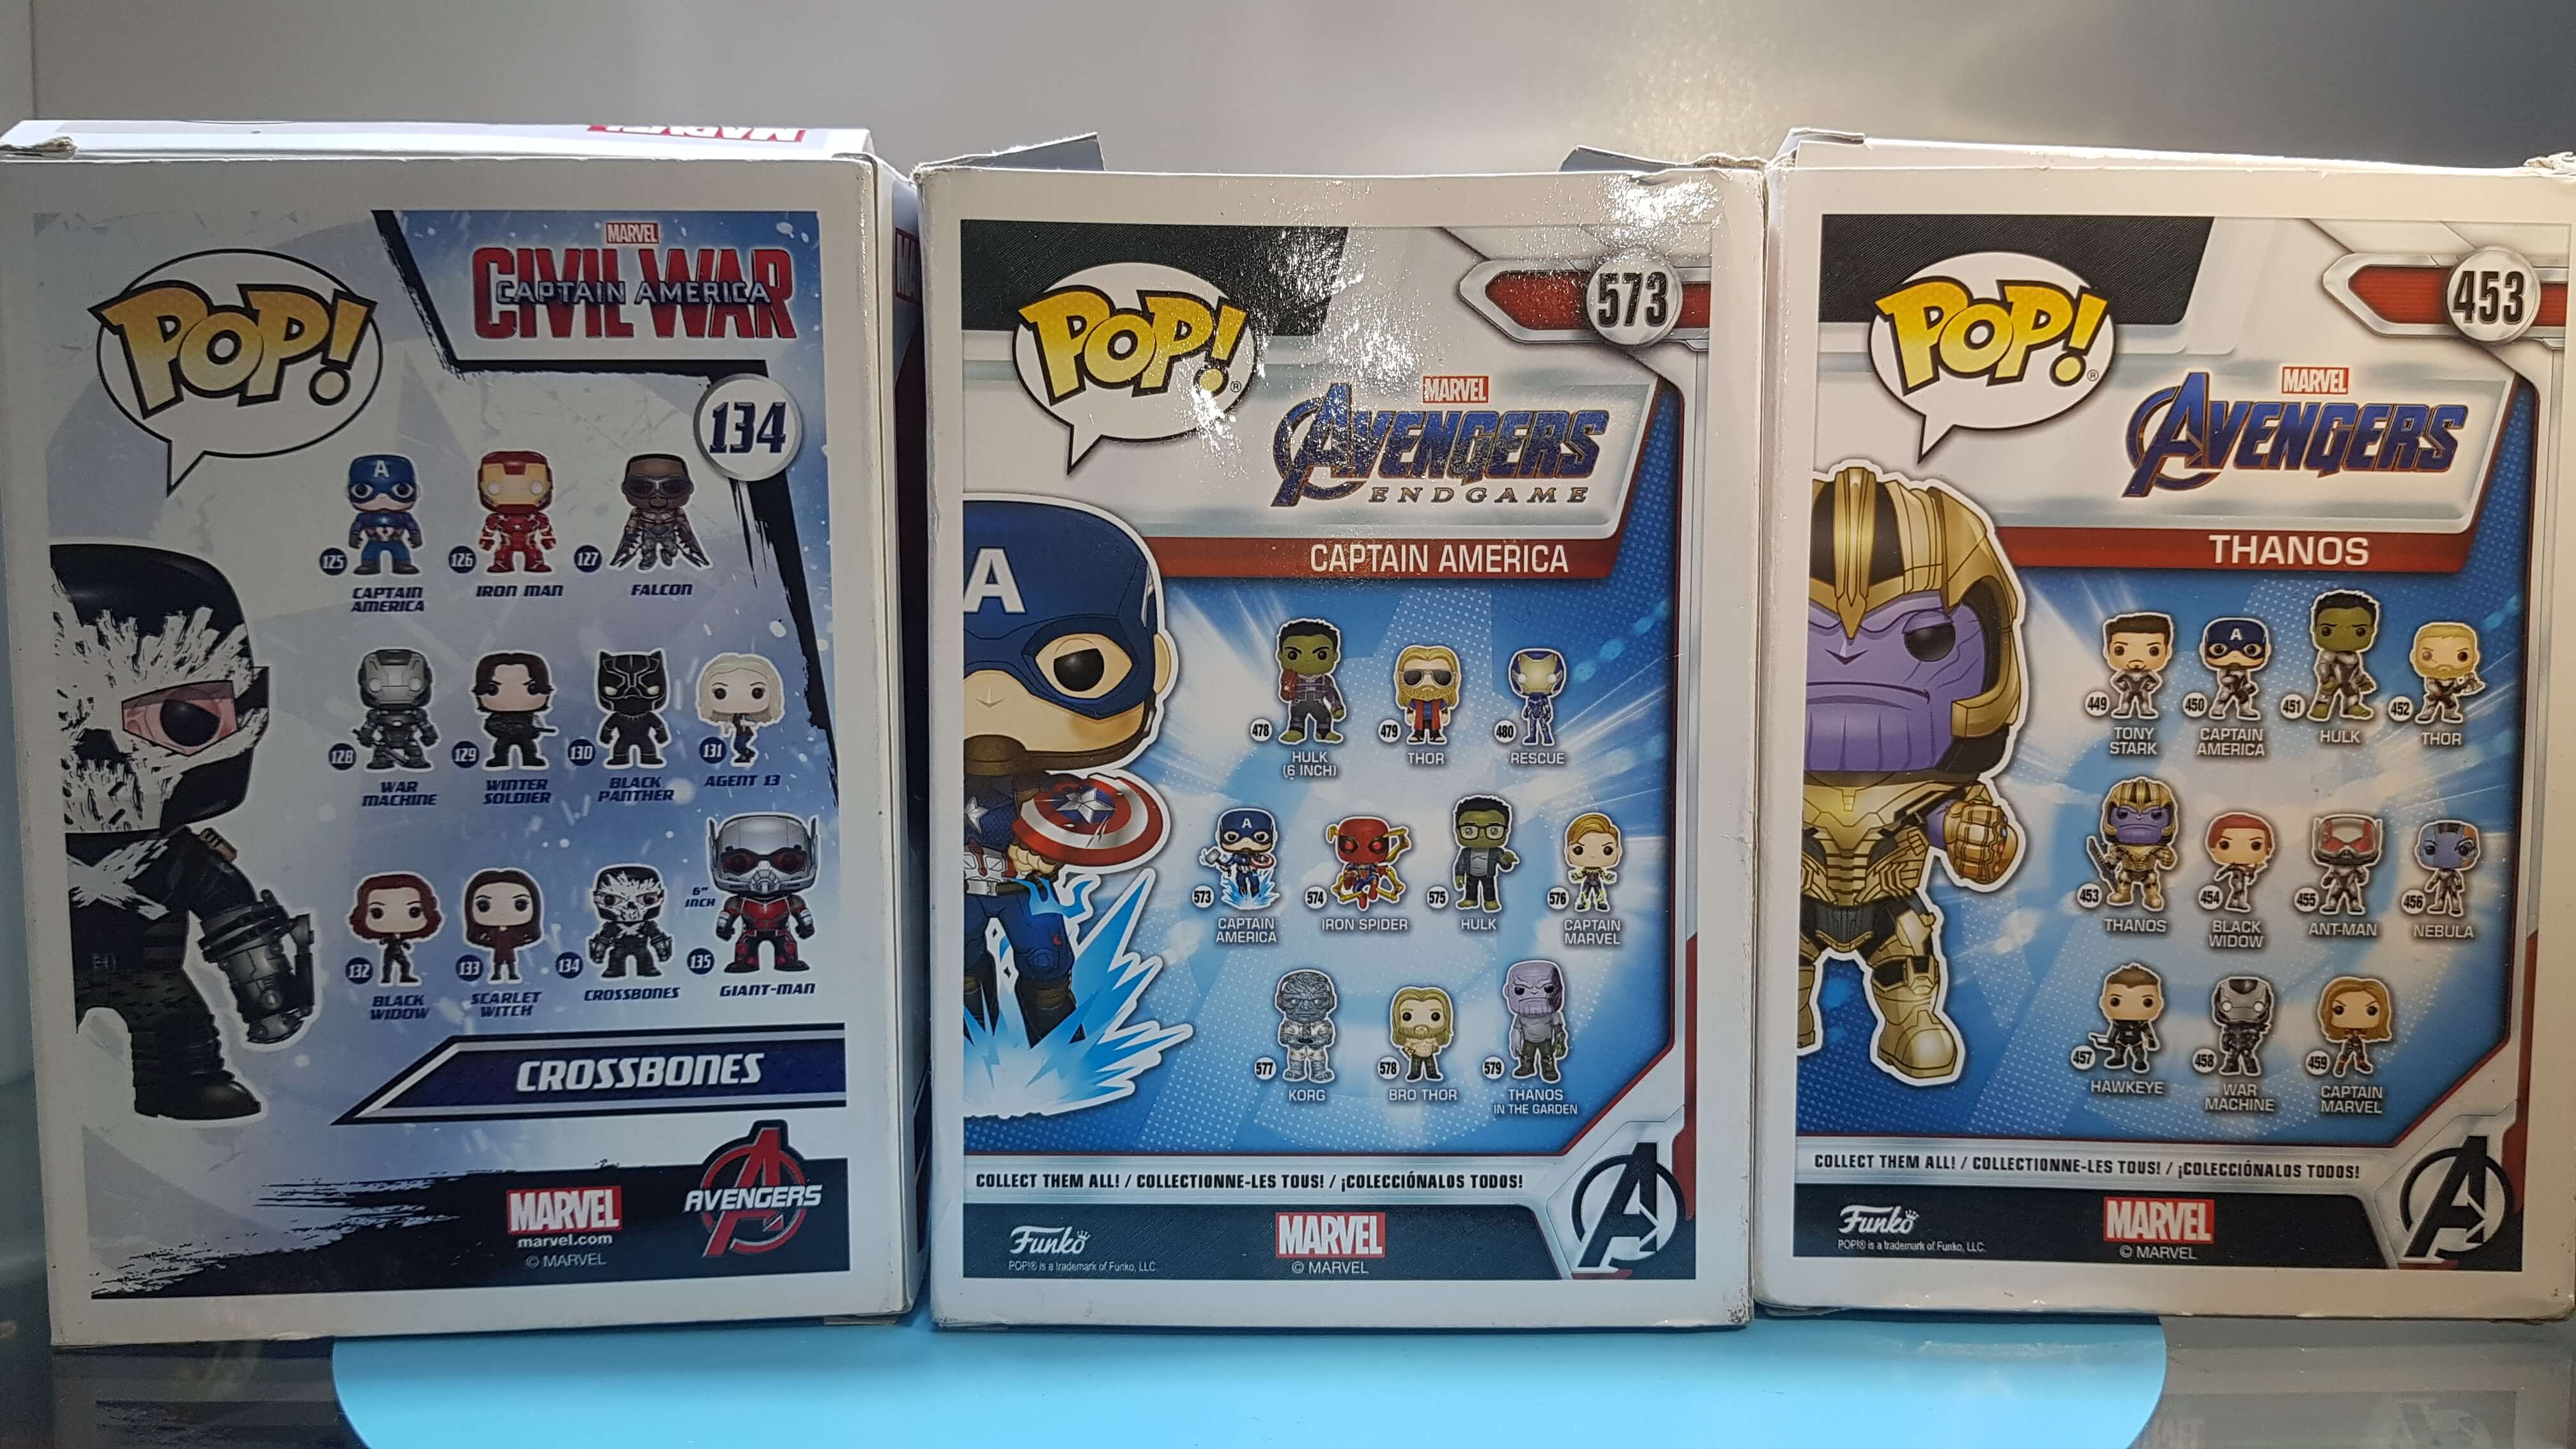 MARVEL
POP!
MARVEL
CIVIL WAR
CAPTAIN AMERICA
134
A
125
126
127
CAPTAIN
AMERICA
IRON MAN
FALCON
128
129
130
131
WAR
MACHINE
WINTER
SOLDIER
BLACK
PANTHER
AGENT 13
6"
INCH
132
133
134
135
BLACK
WIDOW
SCARLET
WITCH
CROSSBONES
GIANT-MAN
CROSSBONES
MARVEL
marvel.com
© MARVEL
AVENGERS
POP!®
573
MARVEL
AVENGERS
ENDGAME
CAPTAIN AMERICA
A
478
479
480
HULK
(6 INCH)
THOR
RESCUE
A
573
574
575
576
CAPTAIN
AMERICA
IRON SPIDER
HULK
CAPTAIN
MARVEL
577
578
579
KORG
BRO THOR
THANOS
IN THE GARDEN
COLLECT THEM ALL! / COLLECTIONNE-LES TOUS! / ¡COLECCIÓNALOS TODOS!
Funko
POP!® is a trademark of Funko, LLC.
MARVEL
© MARVEL
A
POP!®
453
MARVEL
AVENGERS
THANOS
A
449
450
451
452
TONY
STARK
CAPTAIN
AMERICA
HULK
THOR
453
454
455
456
THANOS
BLACK
WIDOW
ANT-MAN
NEBULA
457
458
459
HAWKEYE
WAR
MACHINE
CAPTAIN
MARVEL
COLLECT THEM ALL! / COLLECTIONNE-LES TOUS! / ¡COLECCIÓNALOS TODOS!
Funko
POP!® is a trademark of Funko, LLC.
MARVEL
© MARVEL
A